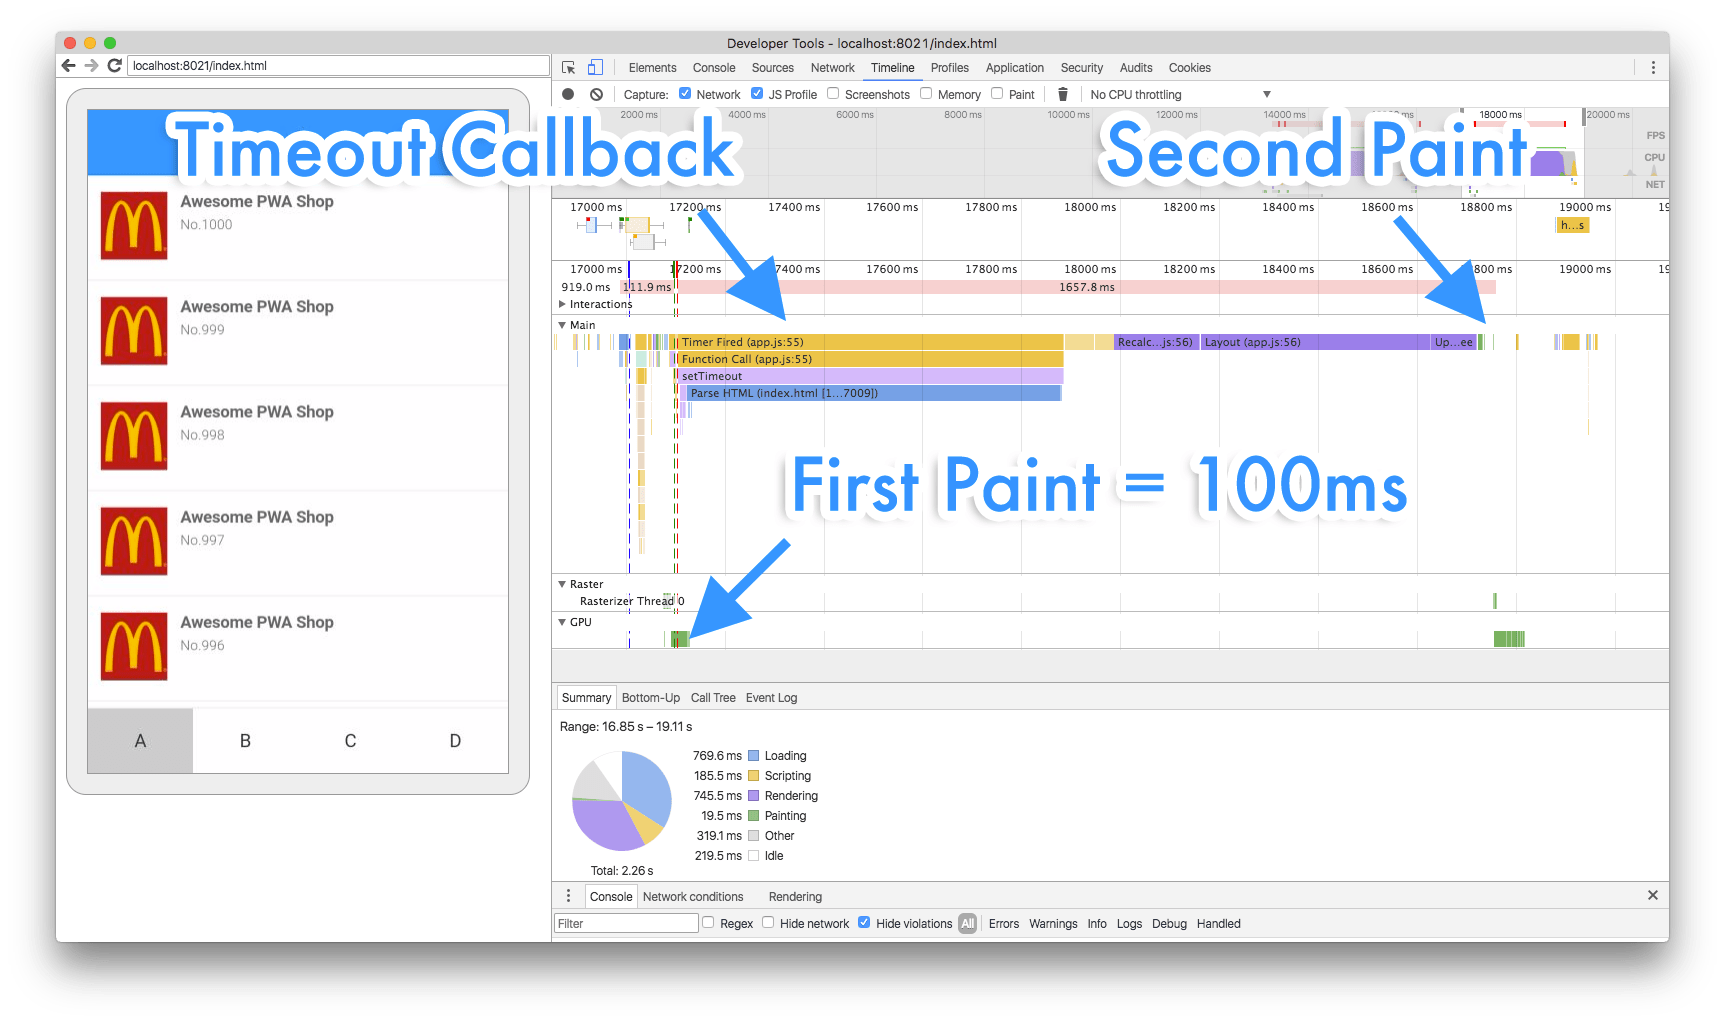 Developer Tools - localhost:8021/index.html
localhost:8021/index.html
Elements Console Sources Network Timeline Profiles Application Security Audits Cookies
Capture: Network JS Profile Screenshots Memory Paint No CPU throttling
2000 ms 4000 ms 6000 ms 8000 ms 10000 ms 12000 ms 14000 ms 16000 ms 18000 ms 20000 ms
FPS
CPU
NET
Timeout Callback
Second Paint
17000 ms 17200 ms 17400 ms 17600 ms 17800 ms 18000 ms 18200 ms 18400 ms 18600 ms 18800 ms 19000 ms 19
h...s
17000 ms 17200 ms 7400 ms 17600 ms 17800 ms 18000 ms 18200 ms 18400 ms 18600 ms 800 ms 19000 ms 19
919.0 ms 111.9 ms 1657.8 ms
Interactions
Main
Timer Fired (app.js:55) Recalc...js:56) Layout (app.js:56) Up...ee
Function Call (app.js:55)
setTimeout
Parse HTML (index.html [1...7009])
First Paint = 100ms
Raster
Rasterizer Thread 0
GPU
Awesome PWA Shop
No.1000
Awesome PWA Shop
No.999
Awesome PWA Shop
No.998
Awesome PWA Shop
No.997
Awesome PWA Shop
No.996
A B C D
Summary Bottom-Up Call Tree Event Log
Range: 16.85 s – 19.11 s
769.6 ms Loading
185.5 ms Scripting
745.5 ms Rendering
19.5 ms Painting
319.1 ms Other
219.5 ms Idle
Total: 2.26 s
Console Network conditions Rendering
Filter Regex Hide network Hide violations All Errors Warnings Info Logs Debug Handled